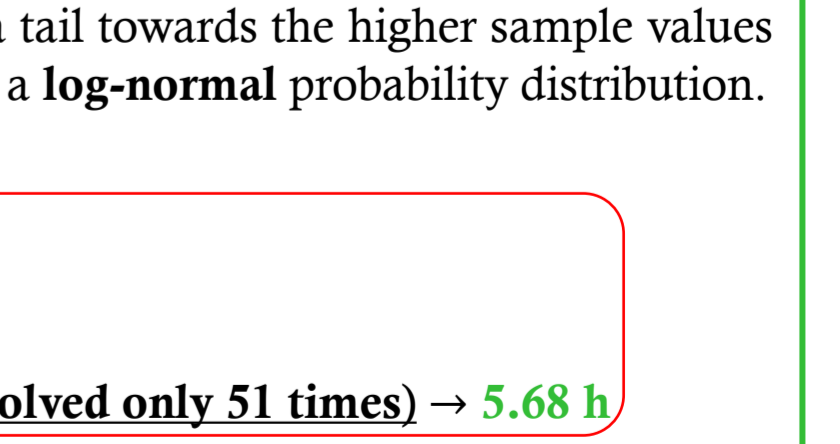 tail towards the higher sample values
a log-normal probability distribution.
olved only 51 times) → 5.68 h